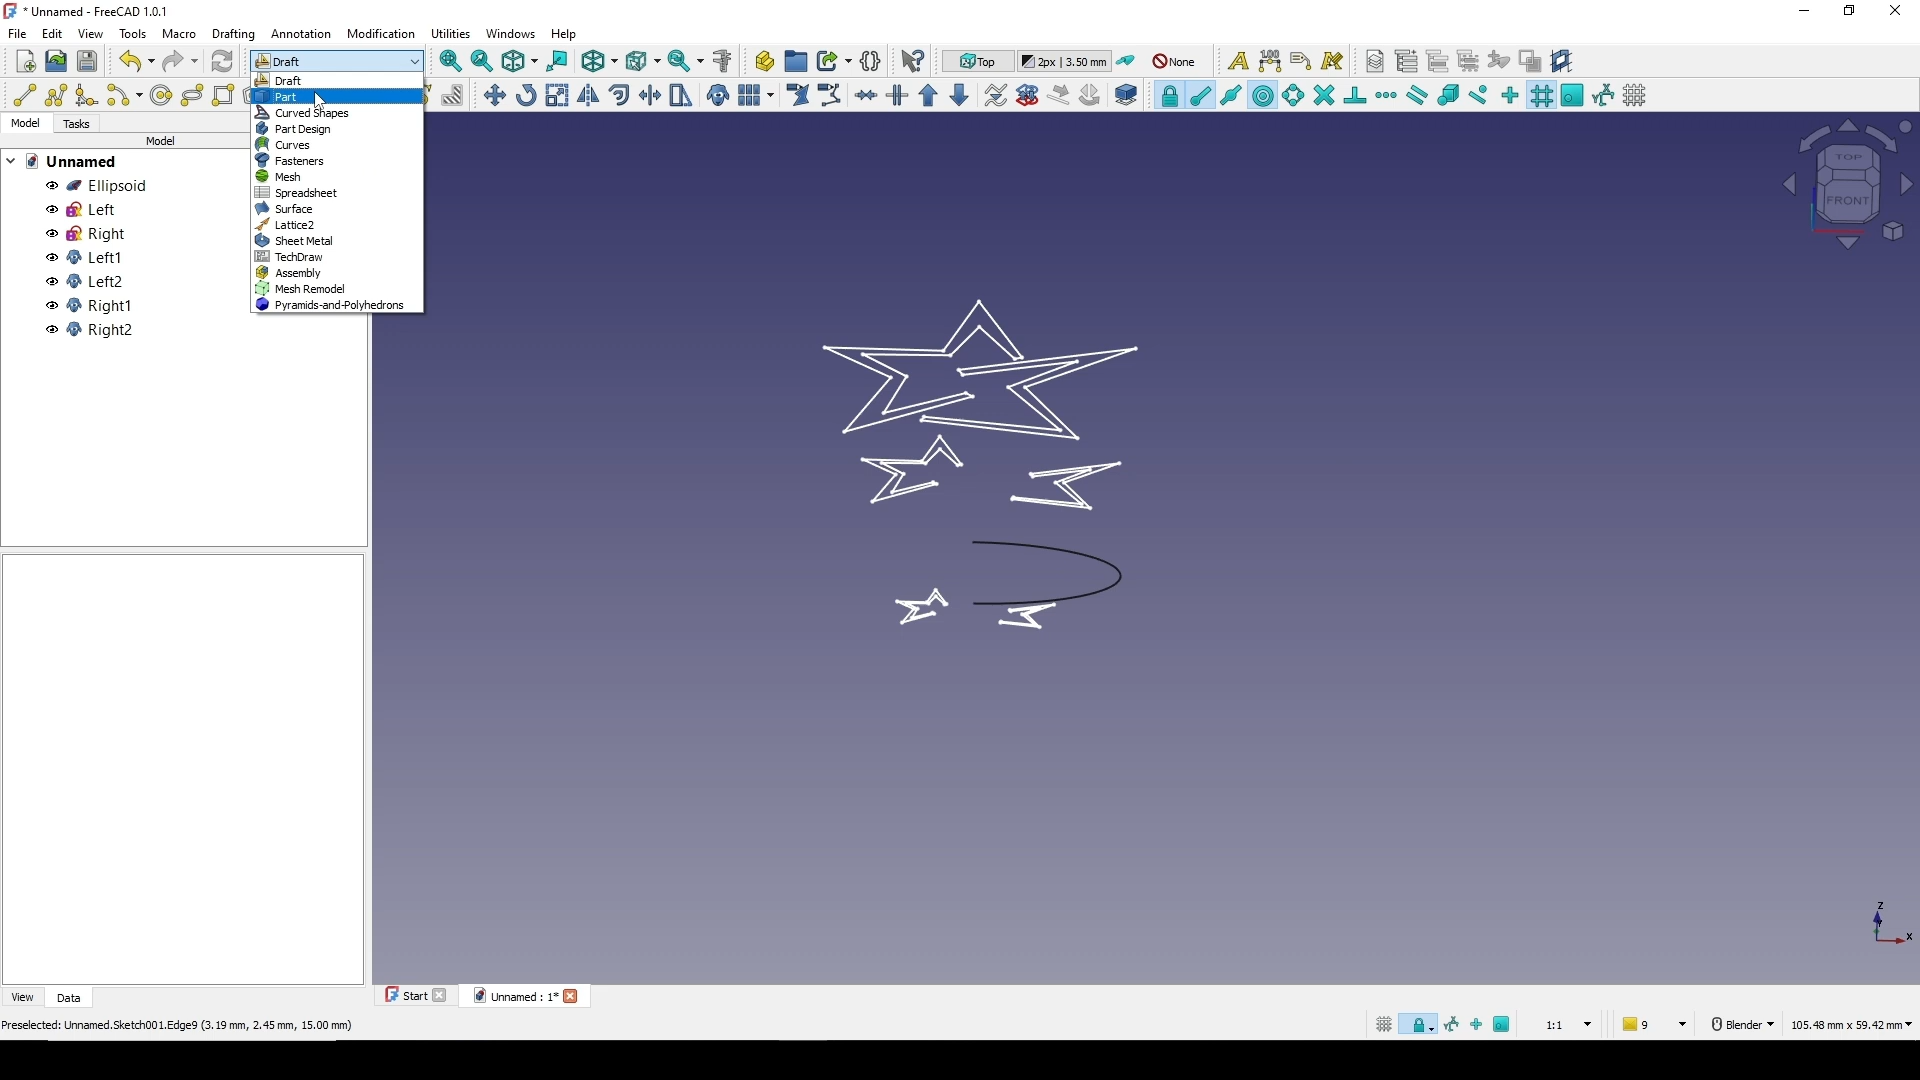 * Unnamed - FreeCAD 1.0.1
File Edit View Tools Macro Drafting Annotation Modification Utilities Windows Help
Draft
Top 2px | 3.50 mm None 1.00
Draft
Part
Curved Shapes
Part Design
Curves
Fasteners
Mesh
Spreadsheet
Surface
Lattice2
Sheet Metal
TechDraw
Assembly
Mesh Remodel
Pyramids-and-Polyhedrons
Model Tasks
Model
Unnamed
Ellipsoid
Left
Right
Left1
Left2
Right1
Right2
TOP
FRONT
Z
X
View Data
Start Unnamed : 1*
Preselected: Unnamed.Sketch001.Edge9 (3.19 mm, 2.45 mm, 15.00 mm)
1:1 9 Blender 105.48 mm x 59.42 mm